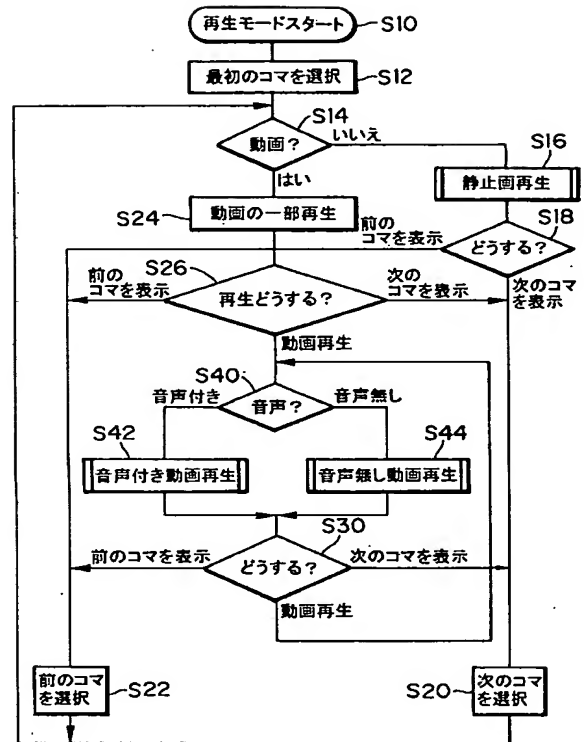 再生モードスタート
S10
最初のコマを選択
S12
S14
動画？
いいえ
はい
S16
静止画再生
S24
動画の一部再生
S18
前の
コマを表示
どうする？
次のコマ
を表示
S26
前の
コマを表示
再生どうする？
次の
コマを表示
動画再生
S40
音声付き
音声？
音声無し
S42
音声付き動画再生
S44
音声無し動画再生
S30
前のコマを表示
どうする？
次のコマを表示
動画再生
前のコマ
を選択
S22
S20
次のコマ
を選択